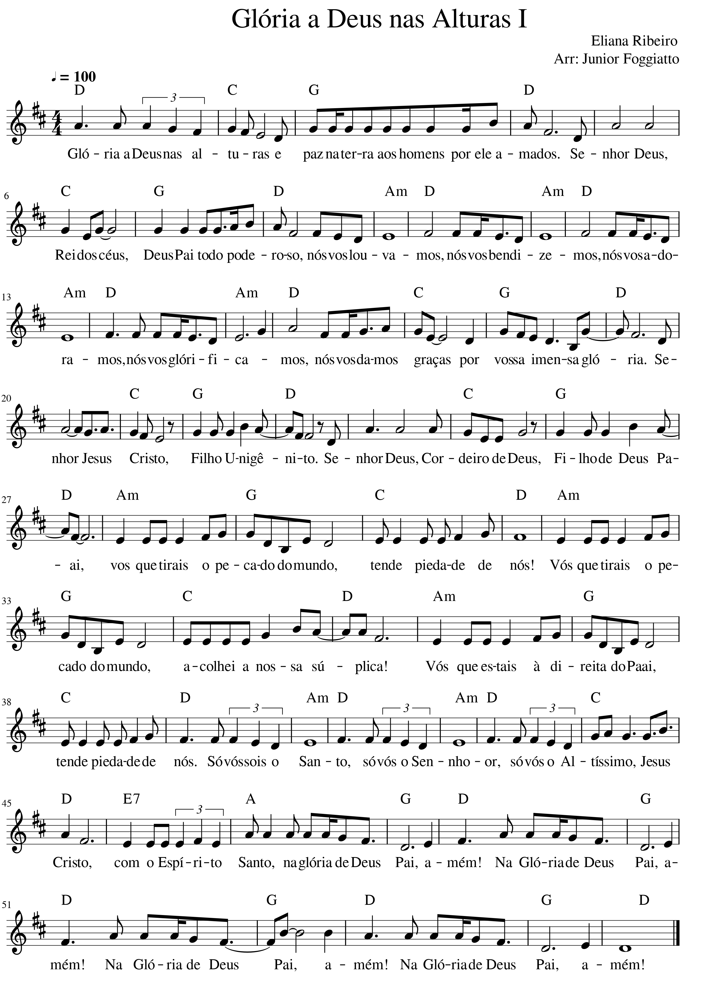 Glória a Deus nas Alturas I
Eliana Ribeiro
Arr: Junior Foggiatto
♩ = 100
D 3 C G D
4/4
Gló - ria a Deus nas al - tu - ras e paz na ter - ra aos homens por ele a - mados. Se - nhor Deus,
6 C G D Am D Am D
Rei dos céus, Deus Pai todo pode - ro - so, nós vos lou - va - mos, nós vos bendi - ze - mos, nós vos a - do -
13 Am D Am D C G D
ra - mos, nós vos glóri - fi - ca - mos, nós vos da - mos graças por vossa imen - sa gló - ria. Se -
20 C G D C G
nhor Jesus Cristo, Filho U - nigê - ni - to. Se - nhor Deus, Cor - deiro de Deus, Fi - lho de Deus Pa -
27 D Am G C D Am
- ai, vos que tirais o pe - ca - do do mundo, tende pieda - de de nós! Vós que tirais o pe -
33 G C D Am G
cado do mundo, a - colhei a nos - sa sú - plica! Vós que es - tais à di - reita do Paai,
38 C D 3 Am D 3 Am D 3 C
tende pieda - de de nós. Só vós sois o San - to, só vós o Sen - nho - or, só vós o Al - tíssimo, Jesus
45 D E7 3 A G D G
Cristo, com o Espí - ri - to Santo, na glória de Deus Pai, a - mém! Na Gló - ria de Deus Pai, a -
51 D G D G D
mém! Na Gló - ria de Deus Pai, a - mém! Na Gló - ria de Deus Pai, a - mém!